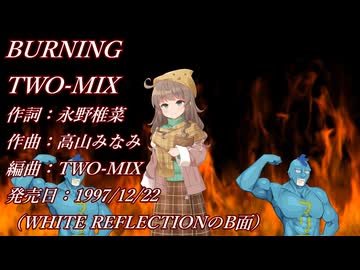 BURNING
TWO-MIX
作詞：永野椎菜
作曲：高山みなみ
編曲：TWO-MIX
発売日：1997/12/22
（WHITE REFLECTIONのB面）